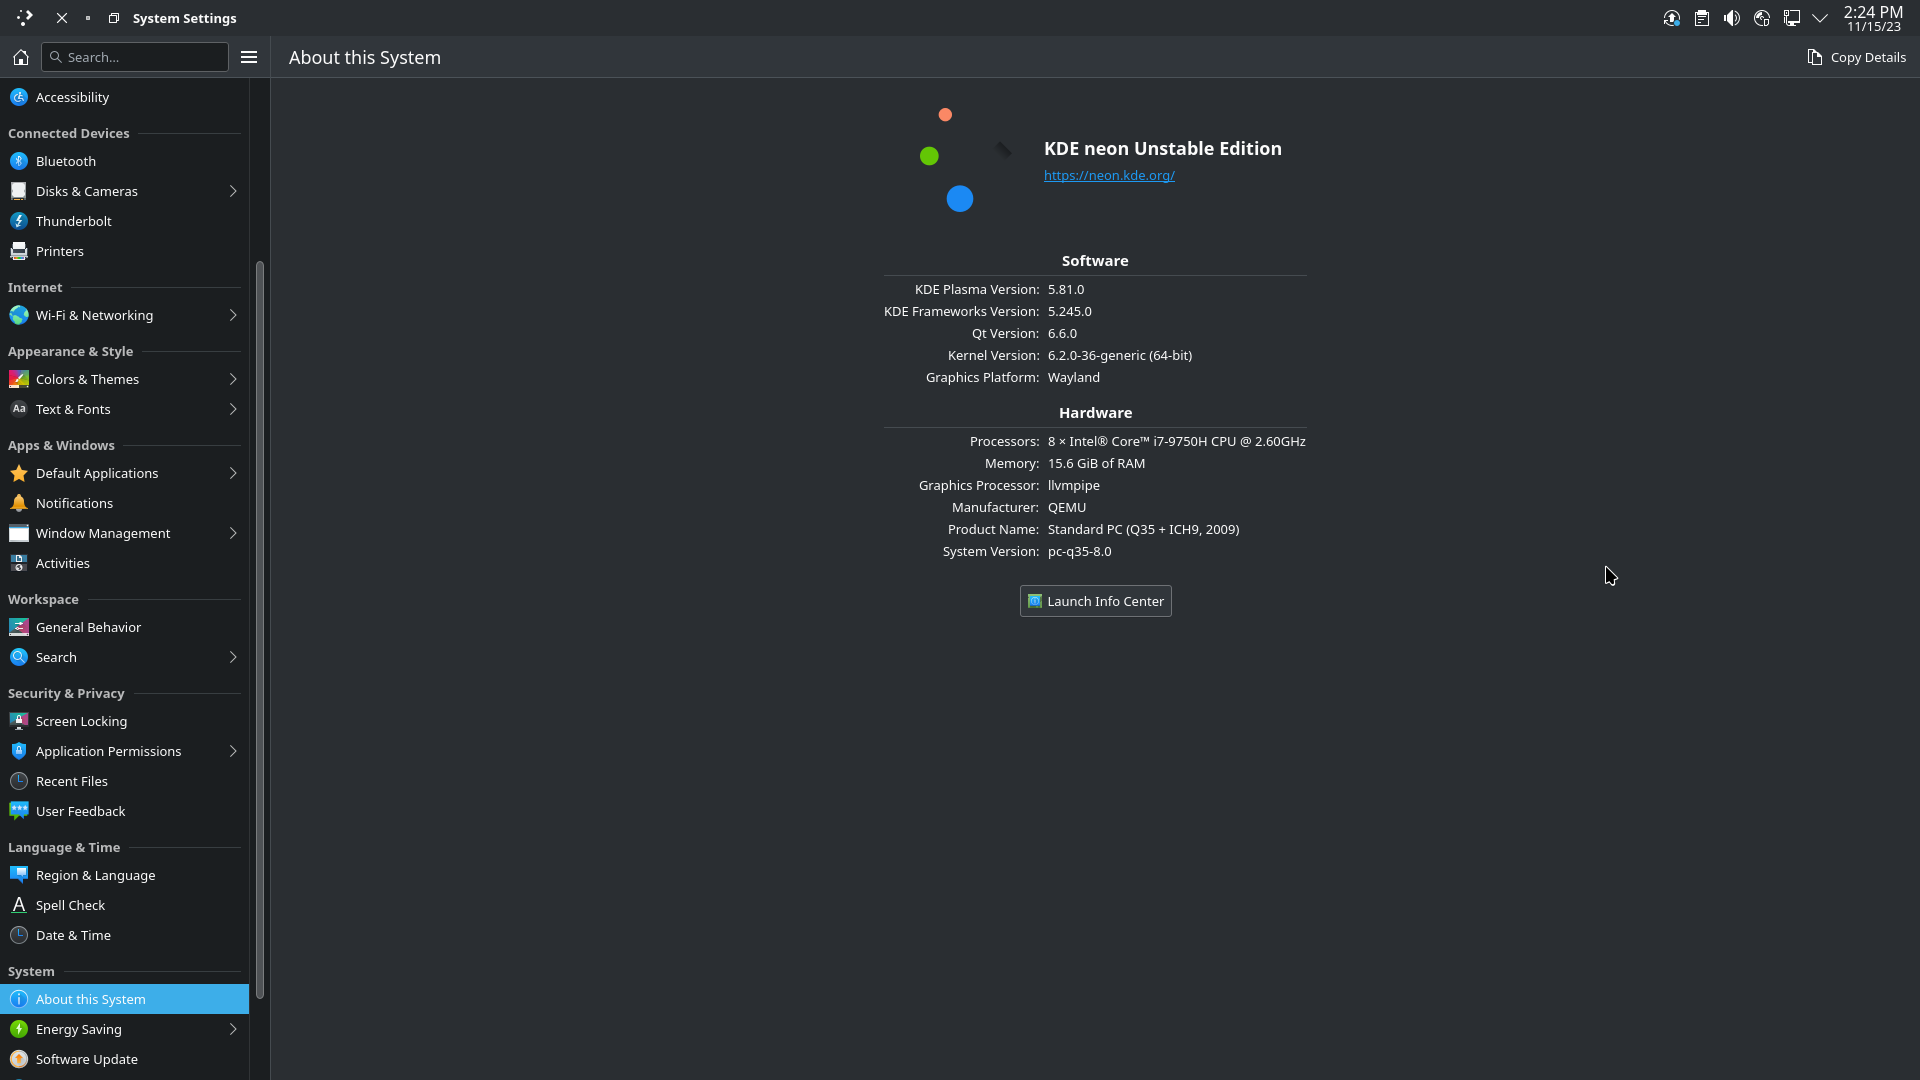 System Settings
2:24 PM
11/15/23
Search...
About this System
Copy Details
Accessibility
Connected Devices
Bluetooth
Disks & Cameras
Thunderbolt
Printers
Internet
Wi-Fi & Networking
Appearance & Style
Colors & Themes
Aa Text & Fonts
Apps & Windows
Default Applications
Notifications
Window Management
Activities
Workspace
General Behavior
Search
Security & Privacy
Screen Locking
Application Permissions
Recent Files
User Feedback
Language & Time
Region & Language
A Spell Check
Date & Time
System
About this System
Energy Saving
Software Update
KDE neon Unstable Edition
https://neon.kde.org/
Software
KDE Plasma Version: 5.81.0
KDE Frameworks Version: 5.245.0
Qt Version: 6.6.0
Kernel Version: 6.2.0-36-generic (64-bit)
Graphics Platform: Wayland
Hardware
Processors: 8 × Intel® Core™ i7-9750H CPU @ 2.60GHz
Memory: 15.6 GiB of RAM
Graphics Processor: llvmpipe
Manufacturer: QEMU
Product Name: Standard PC (Q35 + ICH9, 2009)
System Version: pc-q35-8.0
Launch Info Center